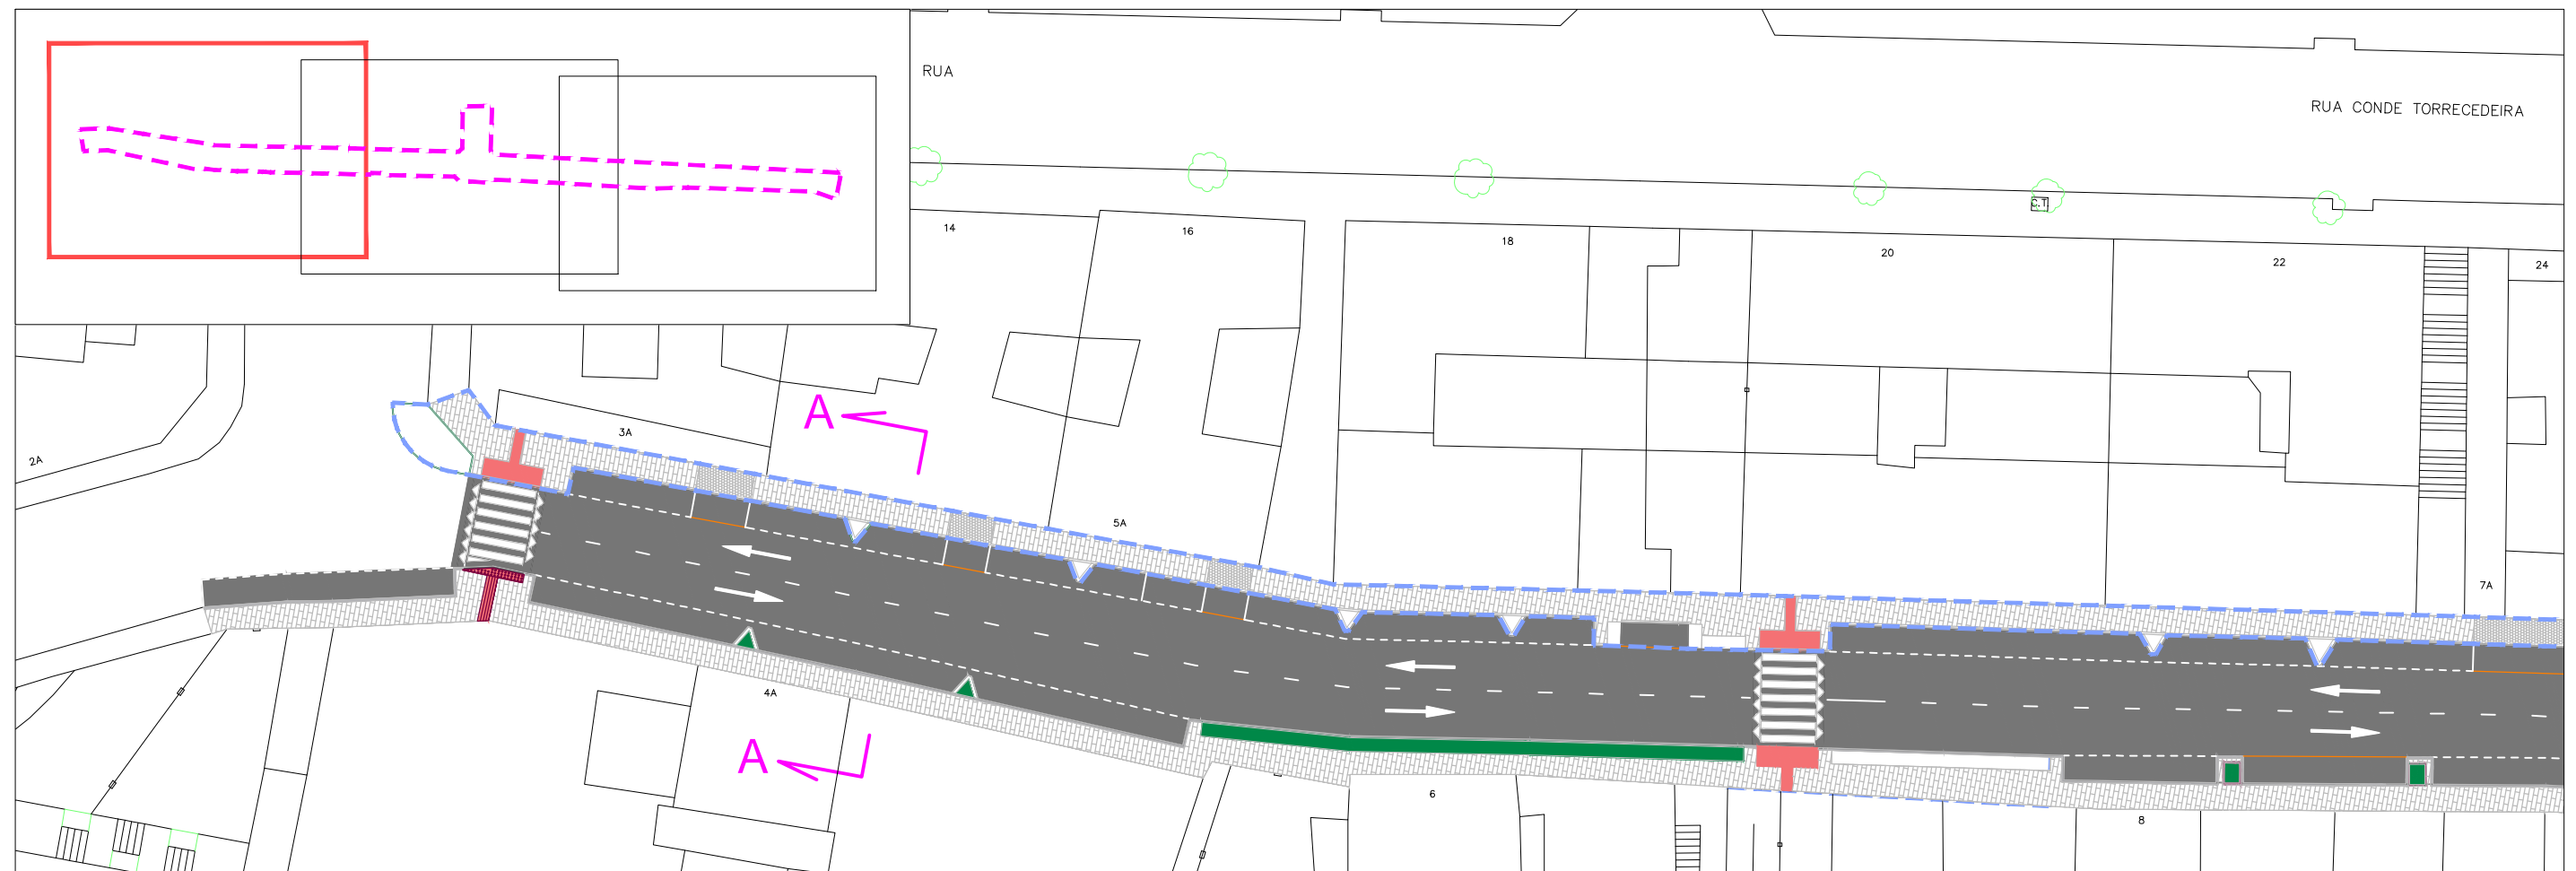 RUA
RUA CONDE TORRECEDEIRA
C.T.
14
16
18
20
22
24
2A
3A
A
5A
7A
4A
A
6
8